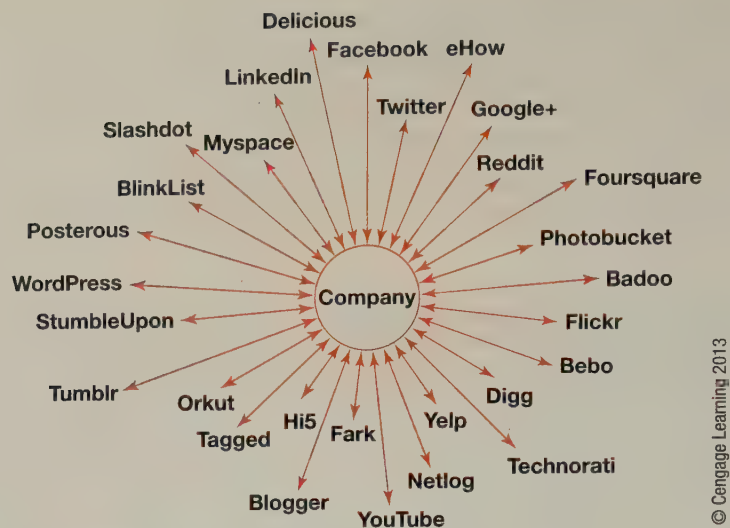 Delicious
Facebook
eHow
LinkedIn
Twitter
Google+
Slashdot
Myspace
Reddit
Foursquare
BlinkList
Posterous
Photobucket
WordPress
Company
Badoo
StumbleUpon
Flickr
Bebo
Tumblr
Orkut
Digg
Hi5
Yelp
Tagged
Fark
Technorati
Netlog
Blogger
YouTube
© Cengage Learning 2013